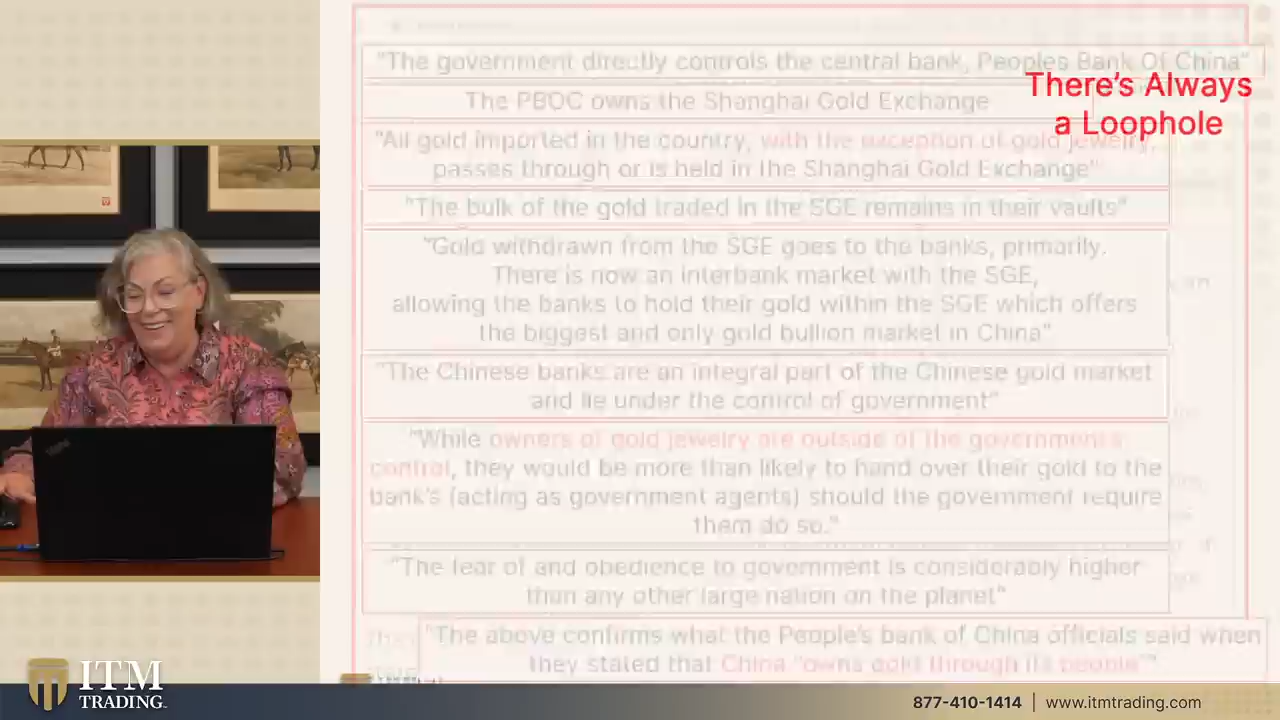 "The government directly controls the central bank, Peoples Bank Of China"
There's Always
a Loophole
The PBOC owns the Shanghai Gold Exchange
"All gold imported in the country, with the exception of gold jewelry,
passes through or is held in the Shanghai Gold Exchange"
"The bulk of the gold traded in the SGE remains in their vaults"
"Gold withdrawn from the SGE goes to the banks, primarily.
There is now an interbank market with the SGE,
allowing the banks to hold their gold within the SGE which offers
the biggest and only gold bullion market in China"
"The Chinese banks are an integral part of the Chinese gold market
and lie under the control of government"
"While owners of gold jewelry are outside of the government's
control, they would be more than likely to hand over their gold to the
bank's (acting as government agents) should the government require
them do so."
"The fear of and obedience to government is considerably higher
than any other large nation on the planet"
"The above confirms what the People's bank of China officials said when
they stated that China "owns gold through its people""
ITM
TRADING
877-410-1414 | www.itmtrading.com